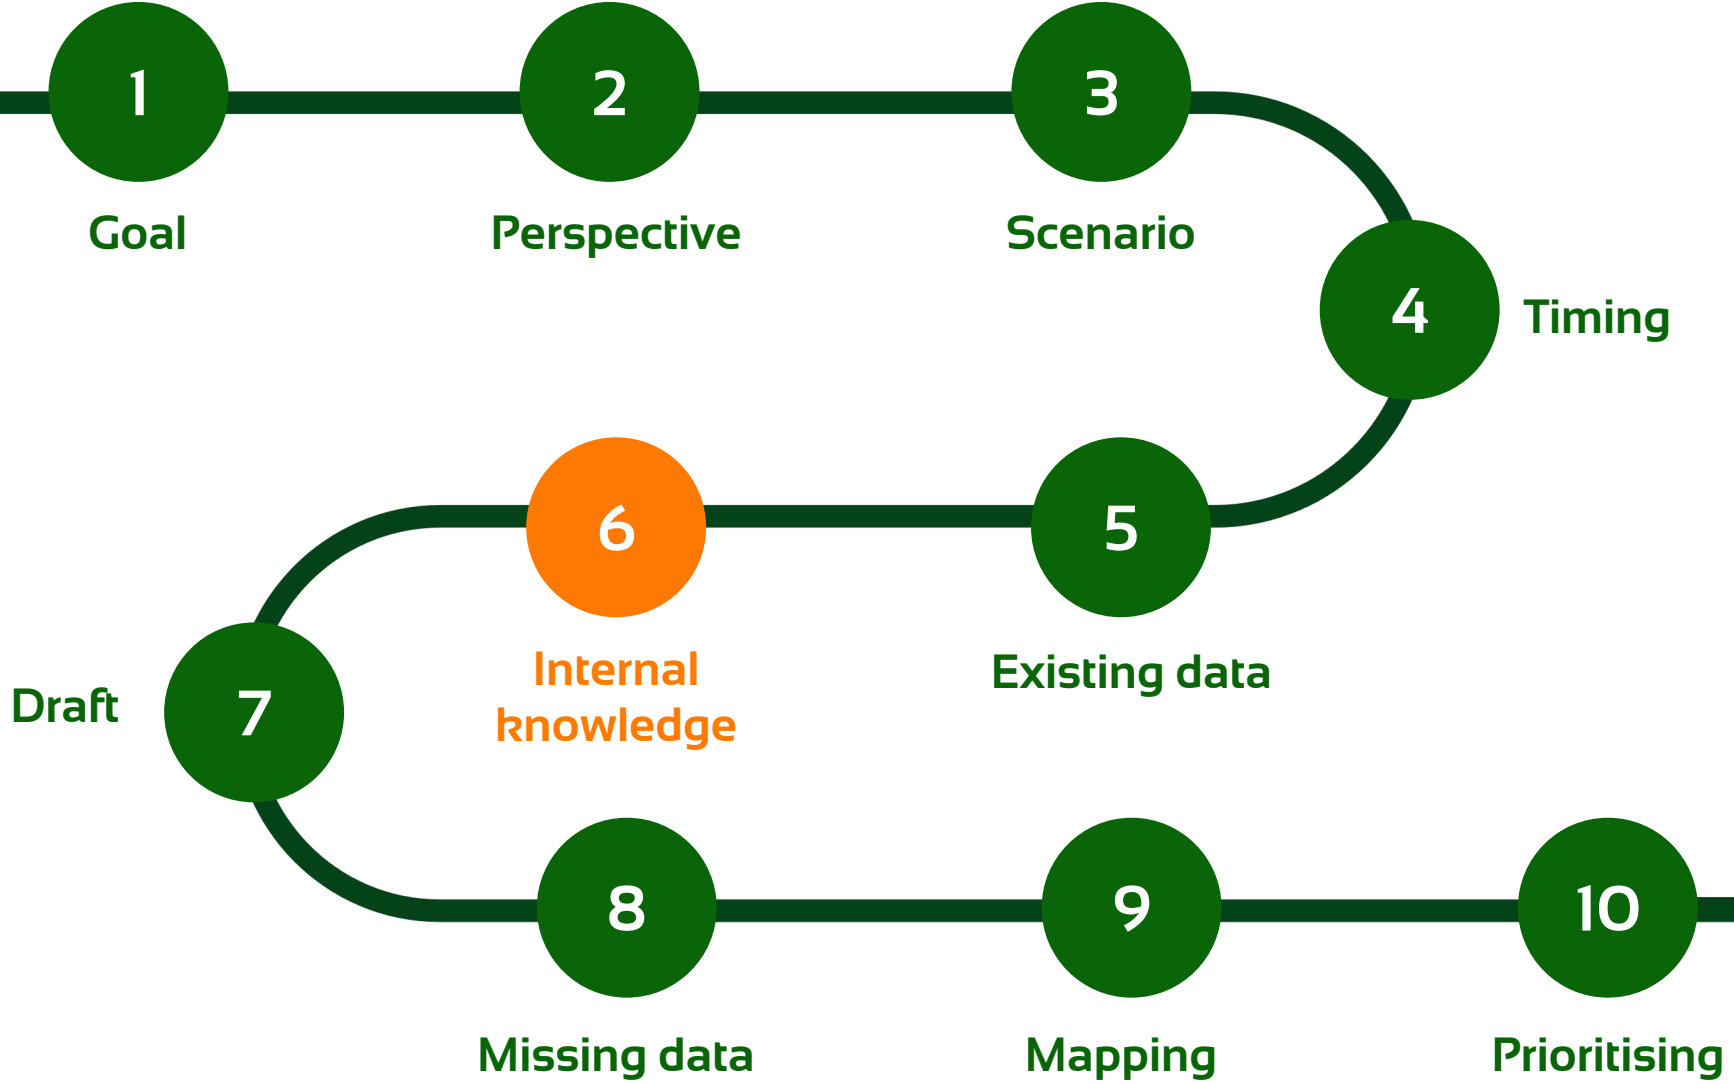 1
2
3
Goal
Perspective
Scenario
4
Timing
5
Existing data
6
Internal
knowledge
7
Draft
8
9
10
Missing data
Mapping
Prioritising